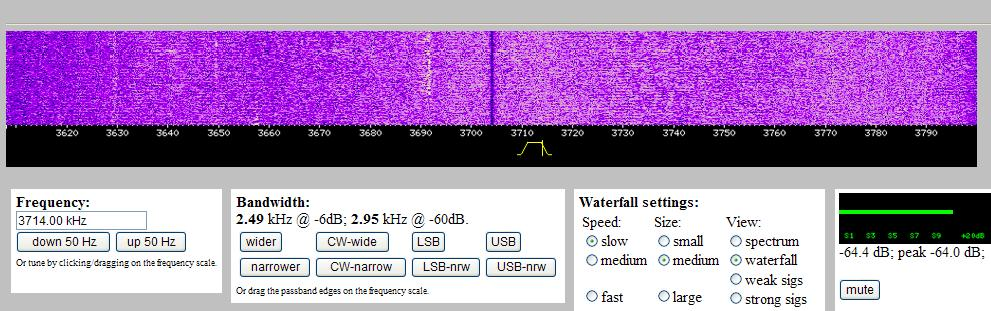 3620 3630 3640 3650 3660 3670 3680 3690 3700 3711 3720 3730 3740 3750 3760 3770 3780 3790
Frequency:
3714.00 kHz
down 50 Hz up 50 Hz
Or tune by clicking/dragging on the frequency scale.
Bandwidth:
2.49 kHz @ -6dB; 2.95 kHz @ -60dB.
wider CW-wide LSB USB
narrower CW-narrow LSB-nrw USB-nrw
Or drag the passband edges on the frequency scale.
Waterfall settings:
Speed: Size: View:
slow small spectrum
medium medium waterfall
weak sigs
fast large strong sigs
S1 S3 S5 S7 S9 +20dB
-64.4 dB; peak -64.0 dB;
mute